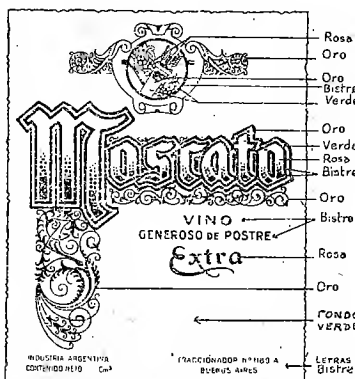 Rosa
Oro
Oro
Bistre
Verde
Moscato
Oro
Verde
Rosa
Bistre
Oro
VINO
GENEROSO DE POSTRE
Bistre
Extra
Rosa
Oro
FONDO
VERDE
INDUSTRIA ARGENTINA
CONTENIDO NETO Cm³
FRACCIONADOR Nº 1180 A
BUENOS AIRES
LETRAS
Bistre